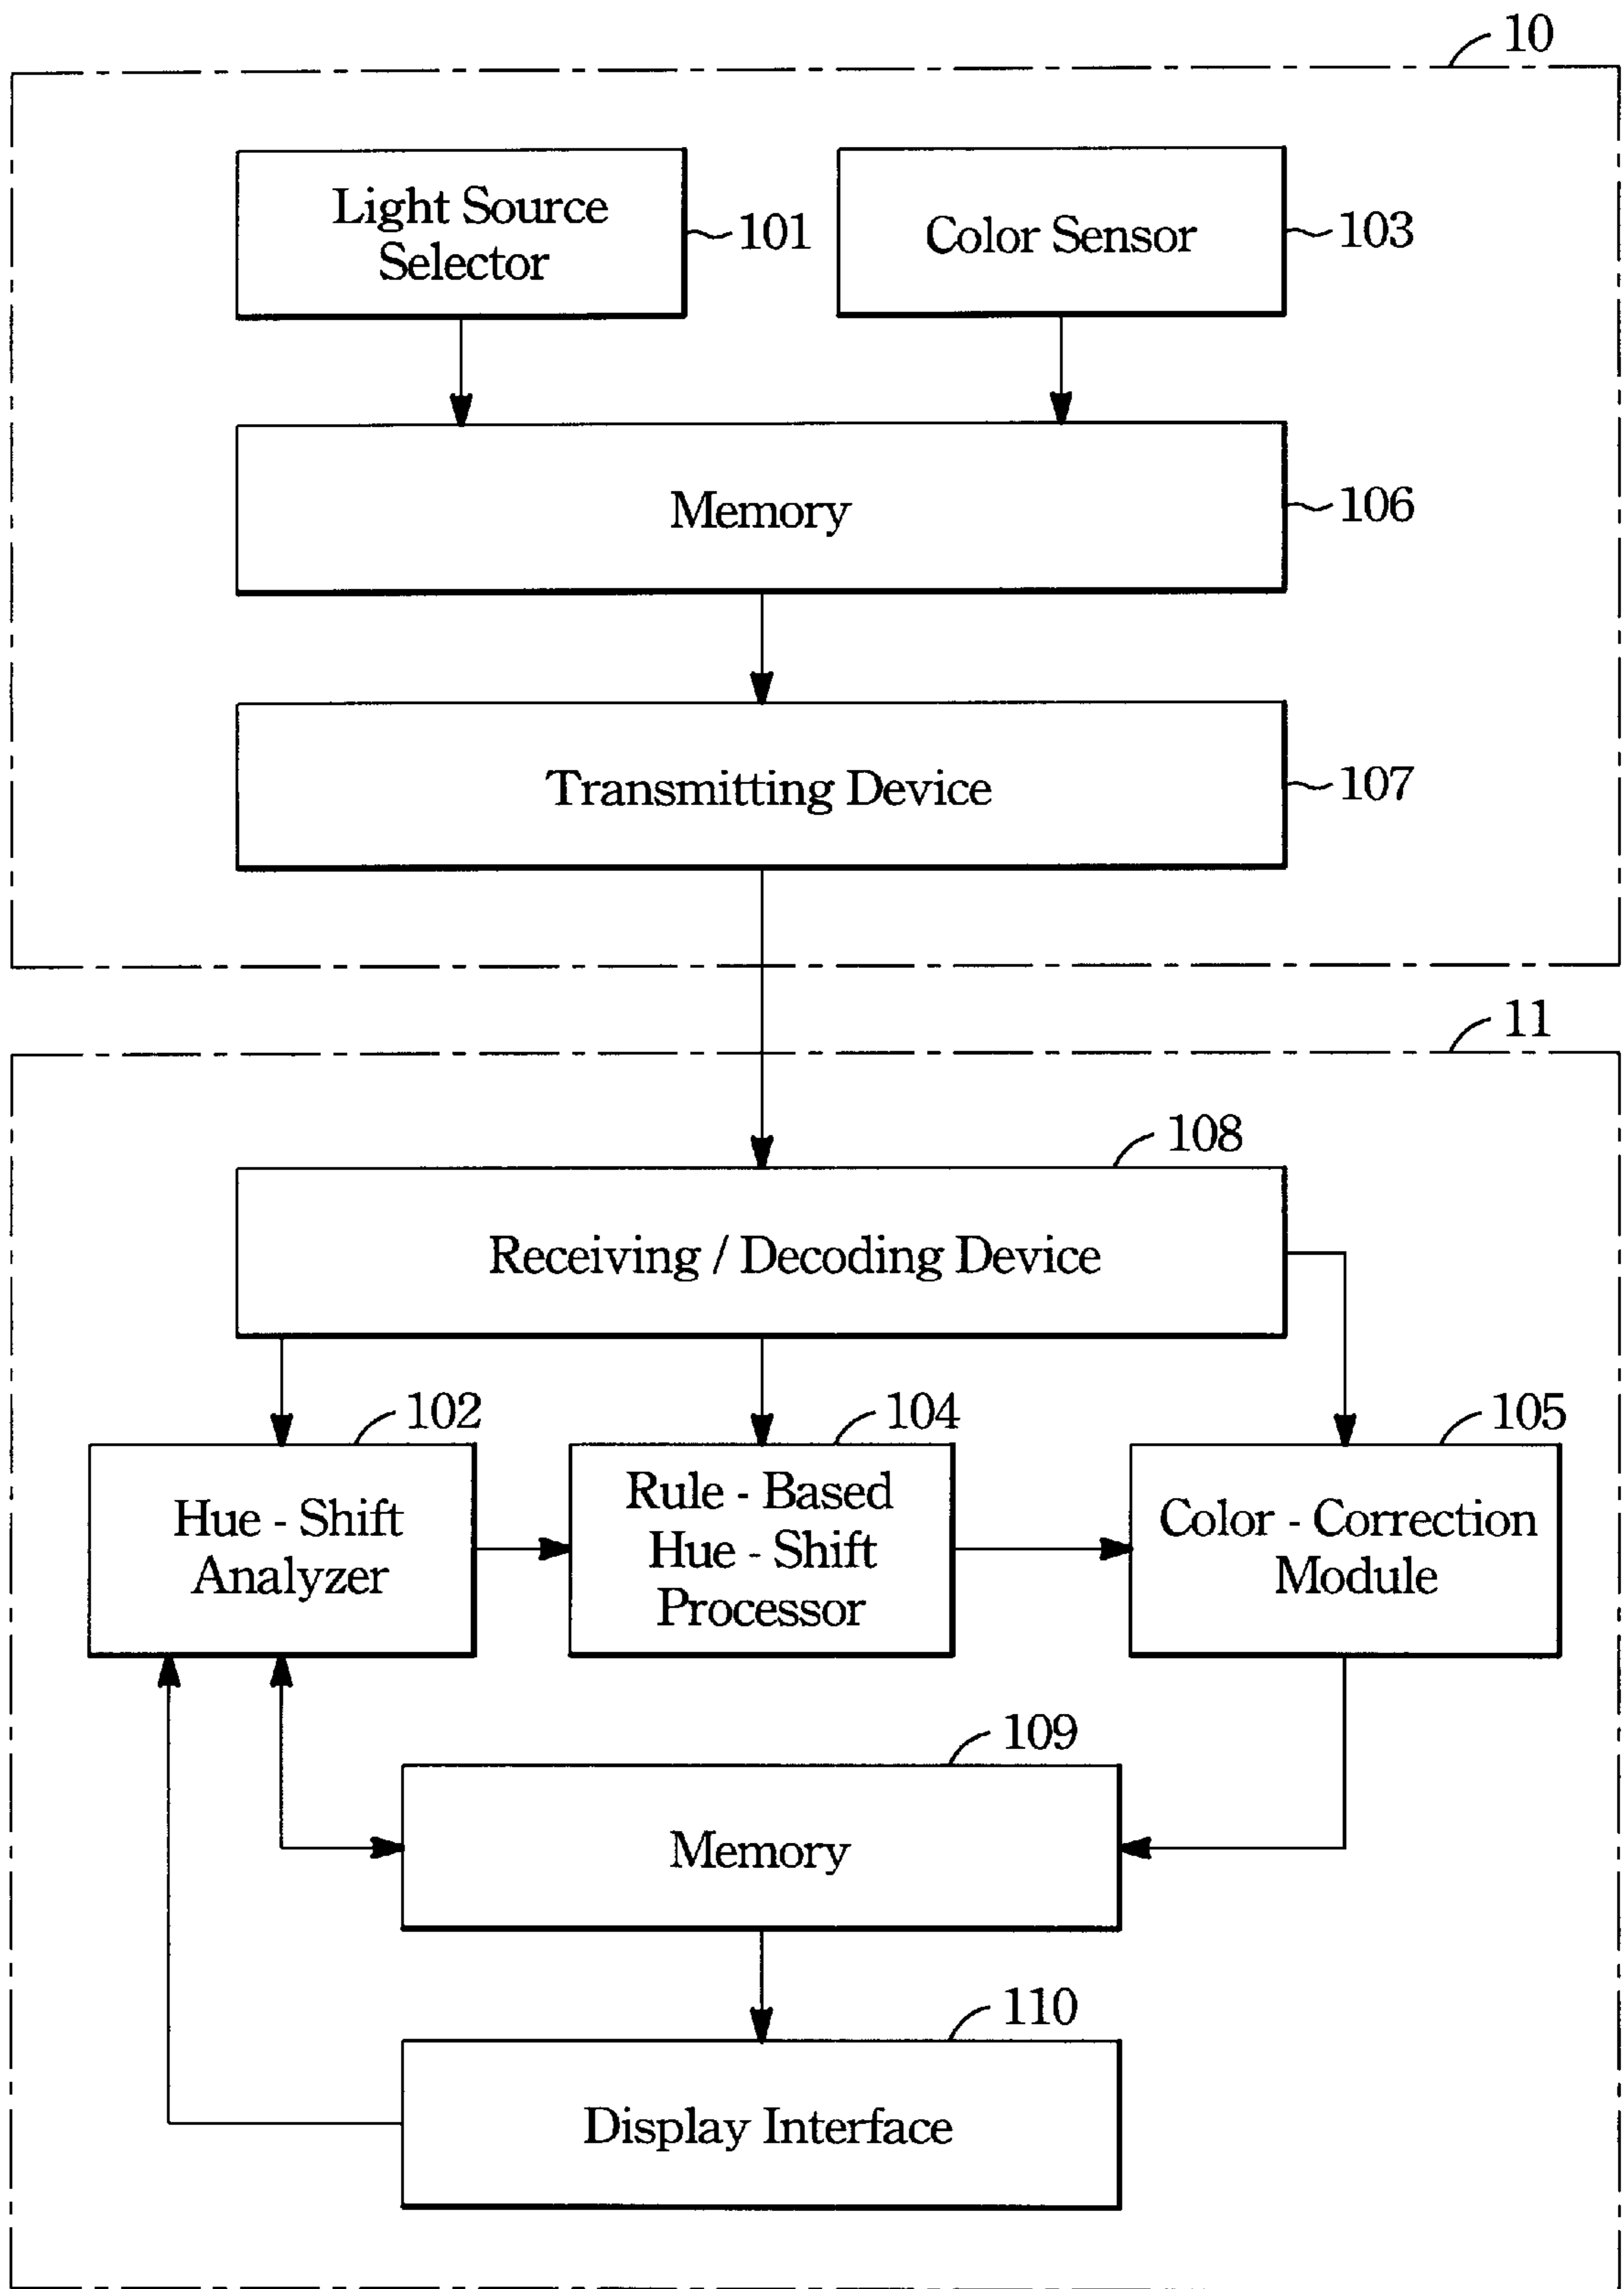 10
Light Source
Selector
101
Color Sensor
103
Memory
106
Transmitting Device
107
11
108
Receiving / Decoding Device
102
104
105
Hue - Shift
Analyzer
Rule - Based
Hue - Shift
Processor
Color - Correction
Module
109
Memory
110
Display Interface